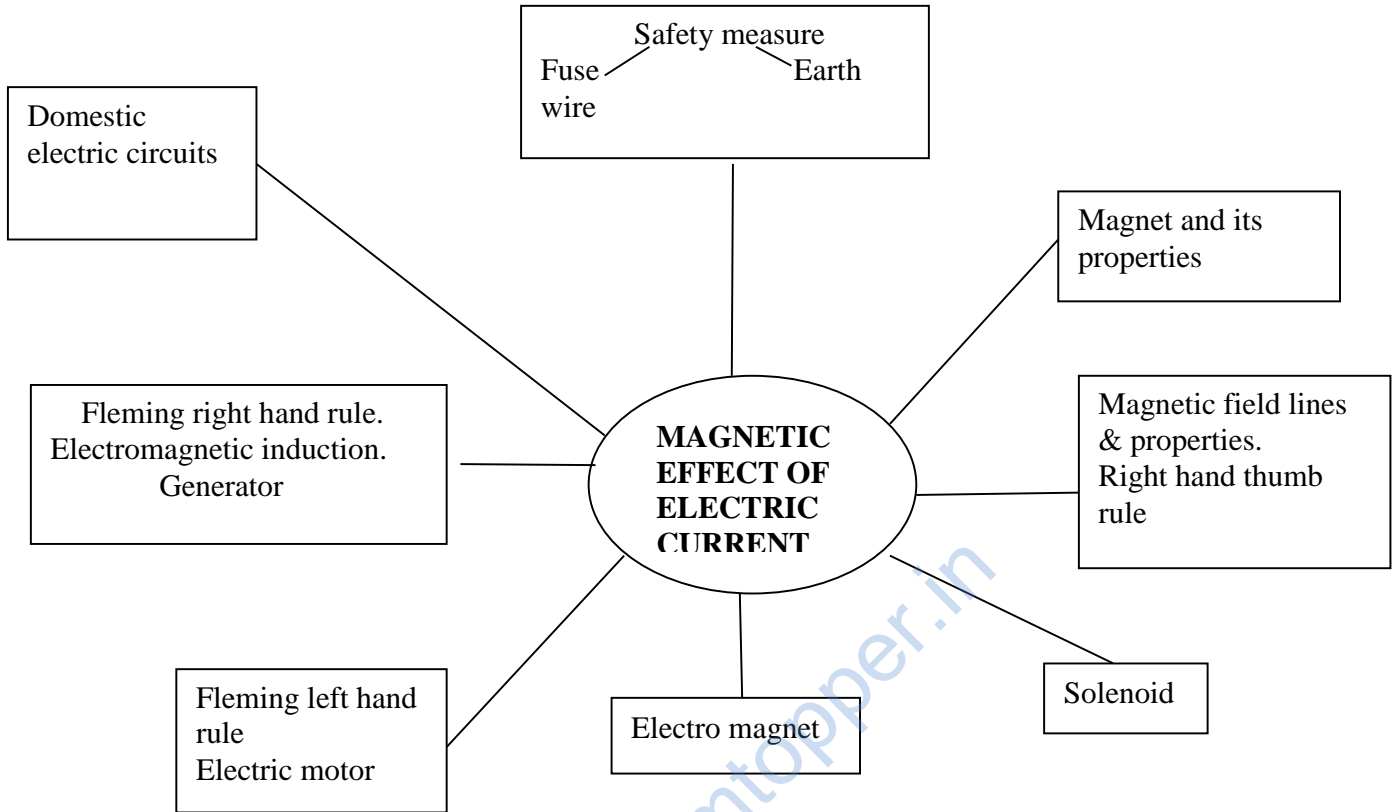 Safety measure
Fuse Earth
wire
Domestic
electric circuits
Magnet and its
properties
Fleming right hand rule.
Electromagnetic induction.
Generator
MAGNETIC
EFFECT OF
ELECTRIC
CURRENT
Magnetic field lines
& properties.
Right hand thumb
rule
Fleming left hand
rule
Electric motor
Electro magnet
Solenoid
mtopper.in